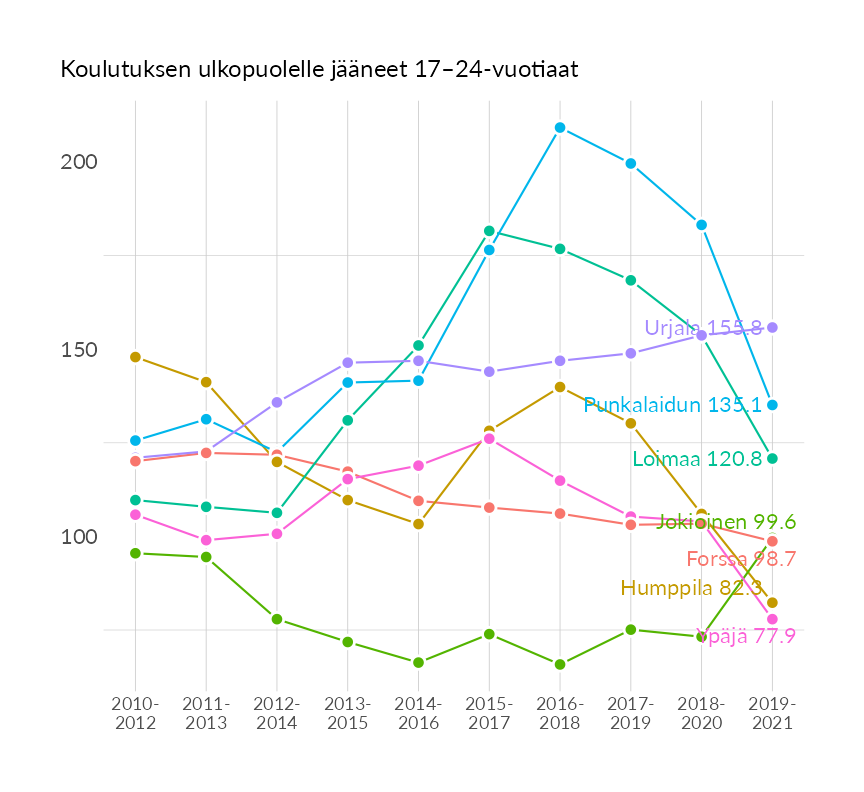 Koulutuksen ulkopuolelle jääneet 17–24-vuotiaat
200
150
100
Urjala 155.8
Punkalaidun 135.1
Loimaa 120.8
Jokioinen 99.6
Forssa 98.7
Humppila 82.3
Ypäjä 77.9
2010- 2011- 2012- 2013- 2014- 2015- 2016- 2017- 2018- 2019-
2012 2013 2014 2015 2016 2017 2018 2019 2020 2021